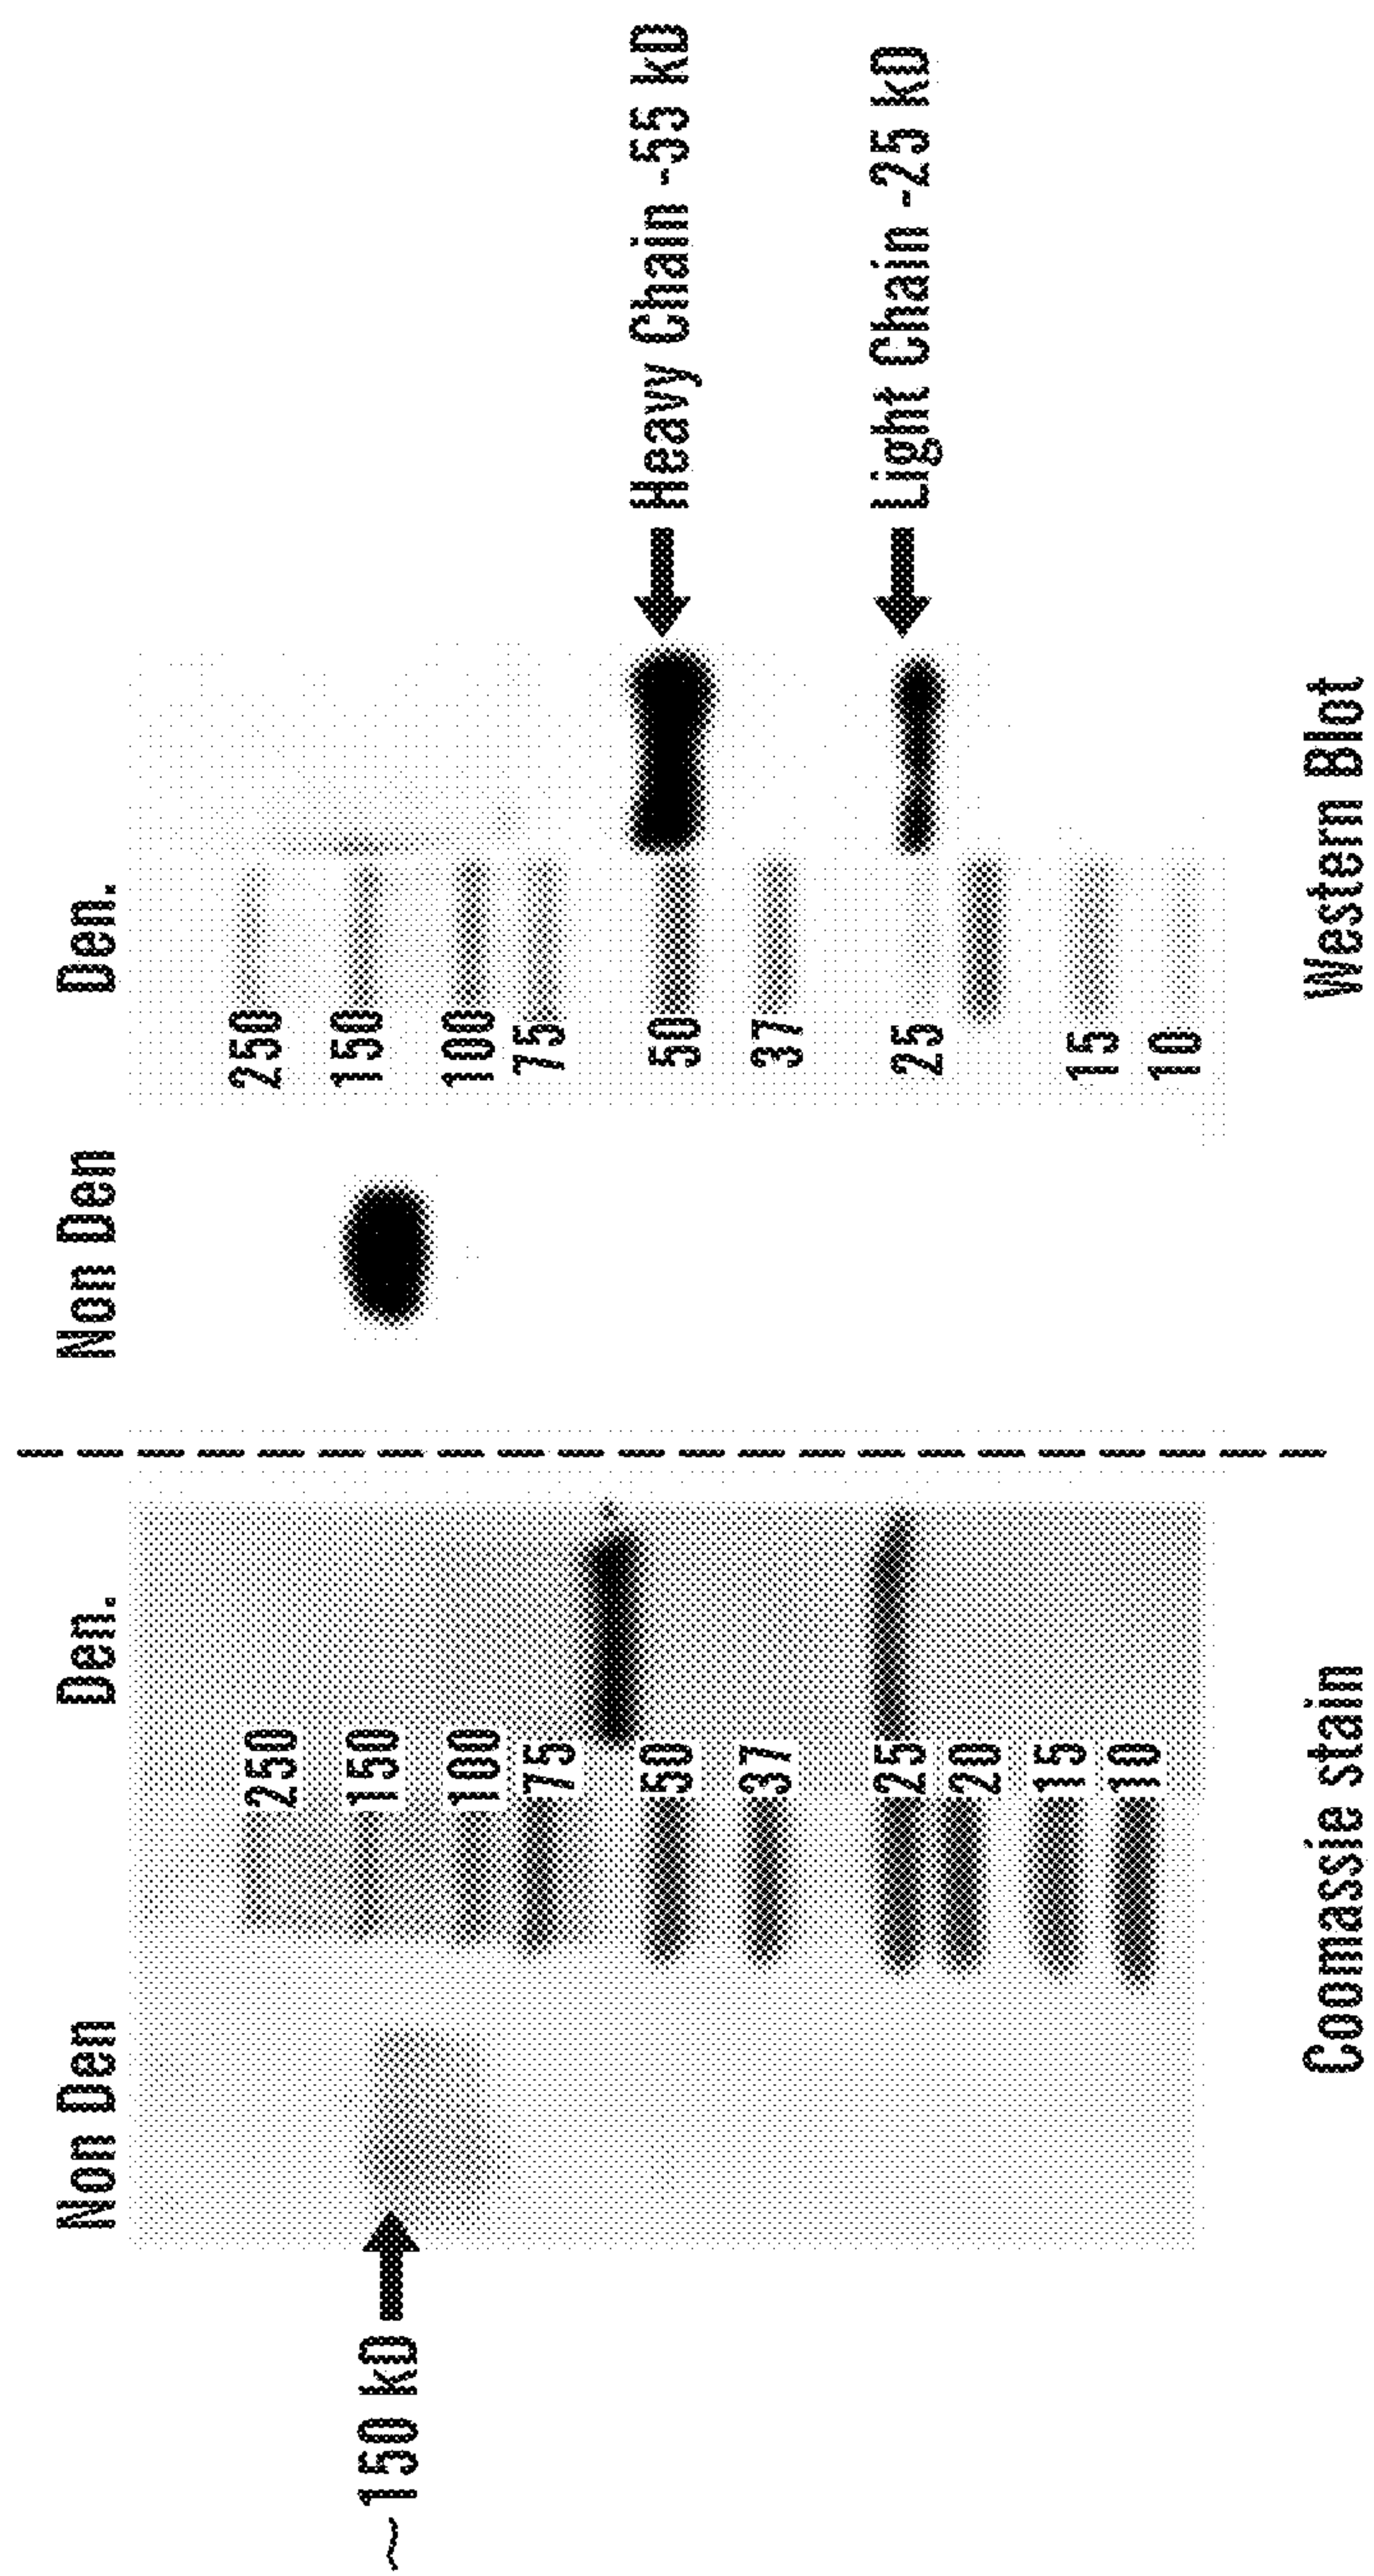 Non Den
Den.
Non Den
Den.
~150 kD
250
150
100
75
50
37
25
20
15
10
250
150
100
75
50
37
25
15
10
Heavy Chain -55 kD
Light Chain -25 kD
Coomassie stain
Western Blot